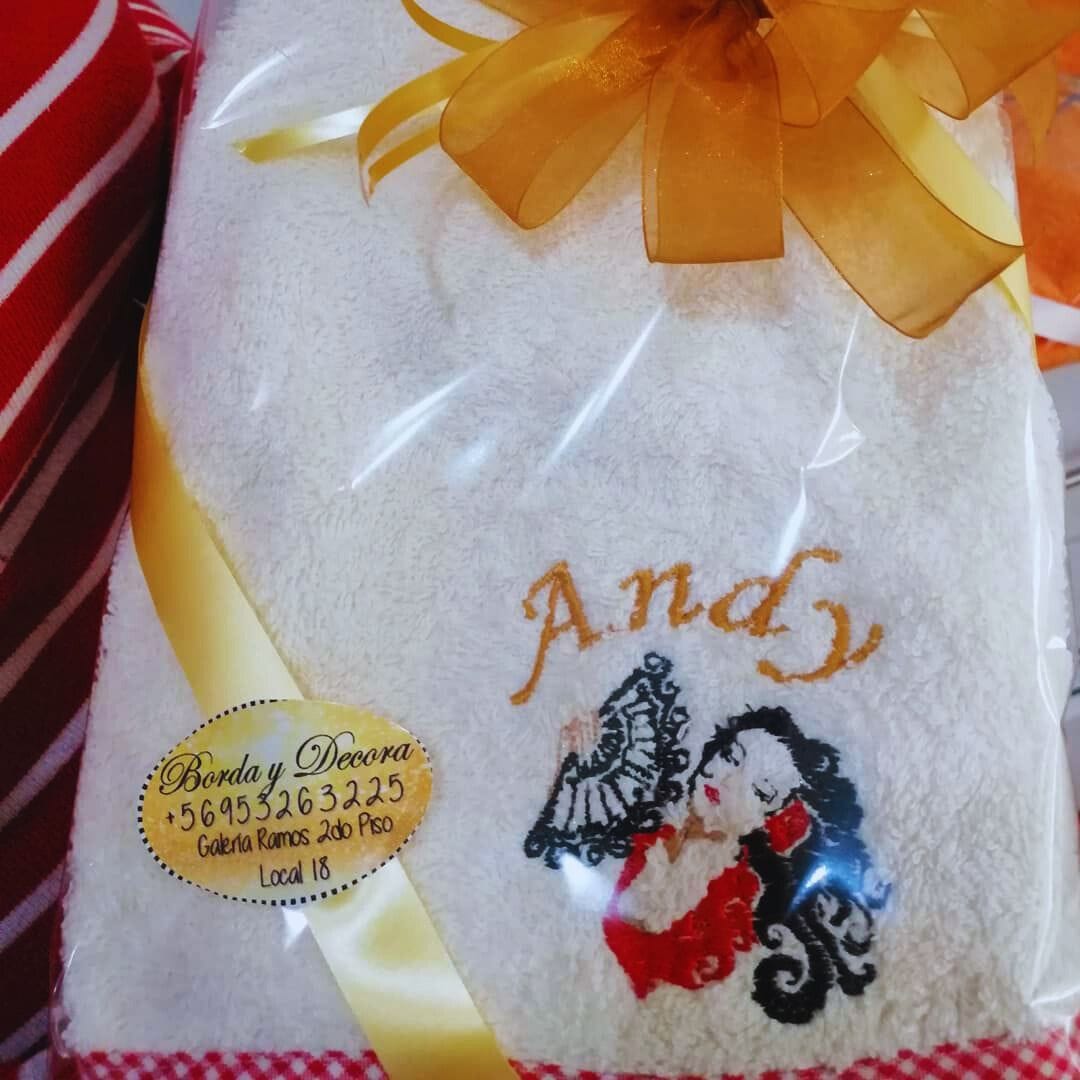 Andy
Borda y Decora
+56953263225
Galería Ramos 2do Piso
Local 18